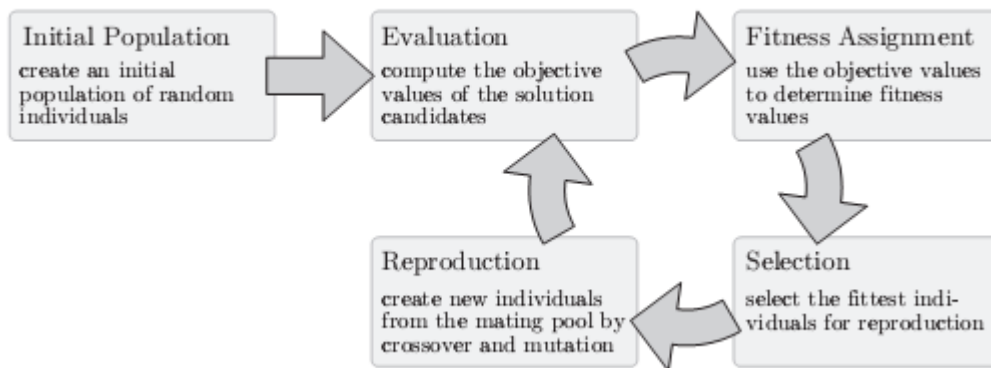 Initial Population
create an initial
population of random
individuals
Evaluation
compute the objective
values of the solution
candidates
Fitness Assignment
use the objective values
to determine fitness
values
Reproduction
create new individuals
from the mating pool by
crossover and mutation
Selection
select the fittest indi-
viduals for reproduction